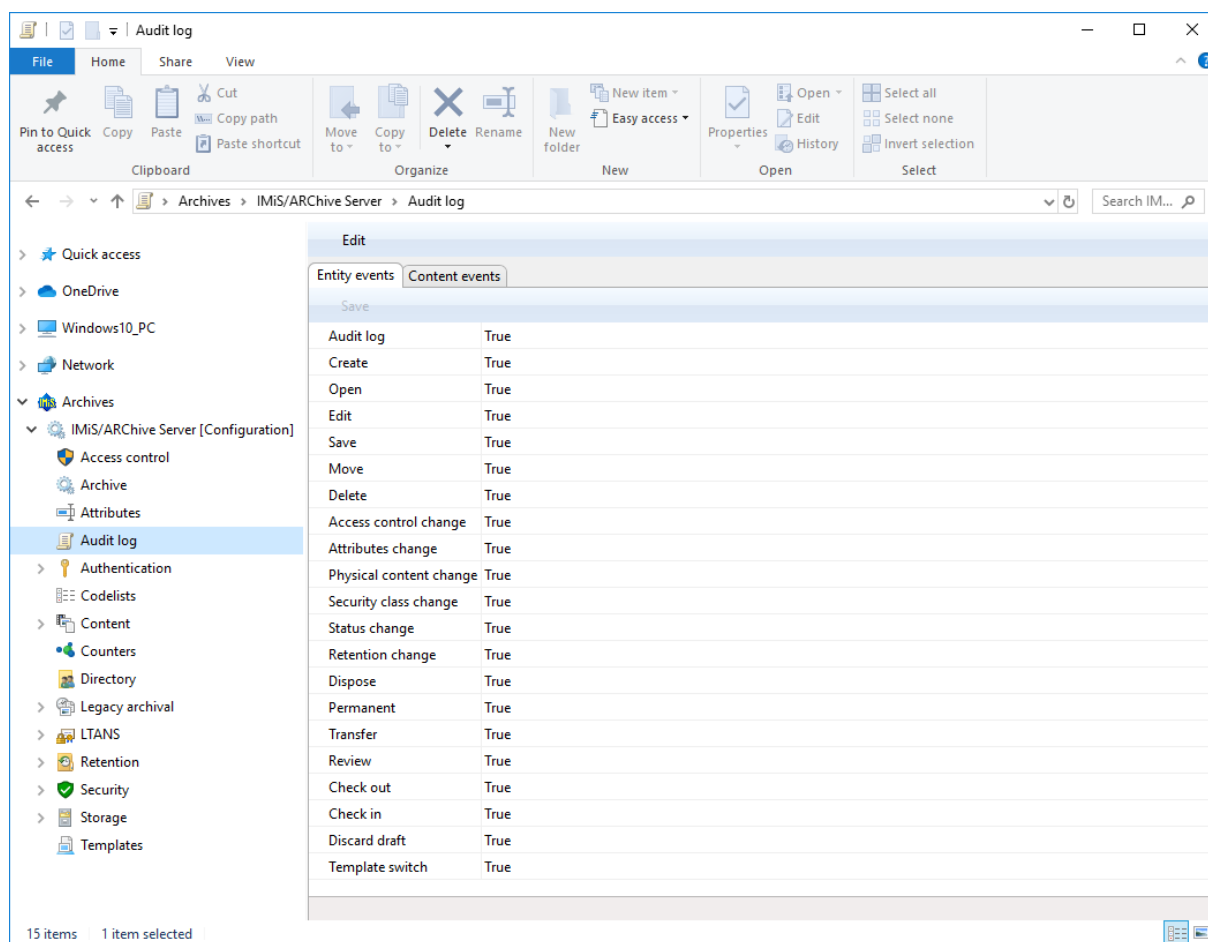 Audit log
File Home Share View
Pin to Quick access
Copy
Paste
Cut
Copy path
Paste shortcut
Clipboard
Move to
Copy to
Delete
Rename
Organize
New folder
New item
Easy access
New
Properties
Open
Edit
History
Open
Select all
Select none
Invert selection
Select
Archives > IMiS/ARChive Server > Audit log
Search IM...
Quick access
OneDrive
Windows10_PC
Network
Archives
IMiS/ARChive Server [Configuration]
Access control
Archive
Attributes
Audit log
Authentication
Codelists
Content
Counters
Directory
Legacy archival
LTANS
Retention
Security
Storage
Templates
Edit
Entity events Content events
Save
Audit log True
Create True
Open True
Edit True
Save True
Move True
Delete True
Access control change True
Attributes change True
Physical content change True
Security class change True
Status change True
Retention change True
Dispose True
Permanent True
Transfer True
Review True
Check out True
Check in True
Discard draft True
Template switch True
15 items 1 item selected